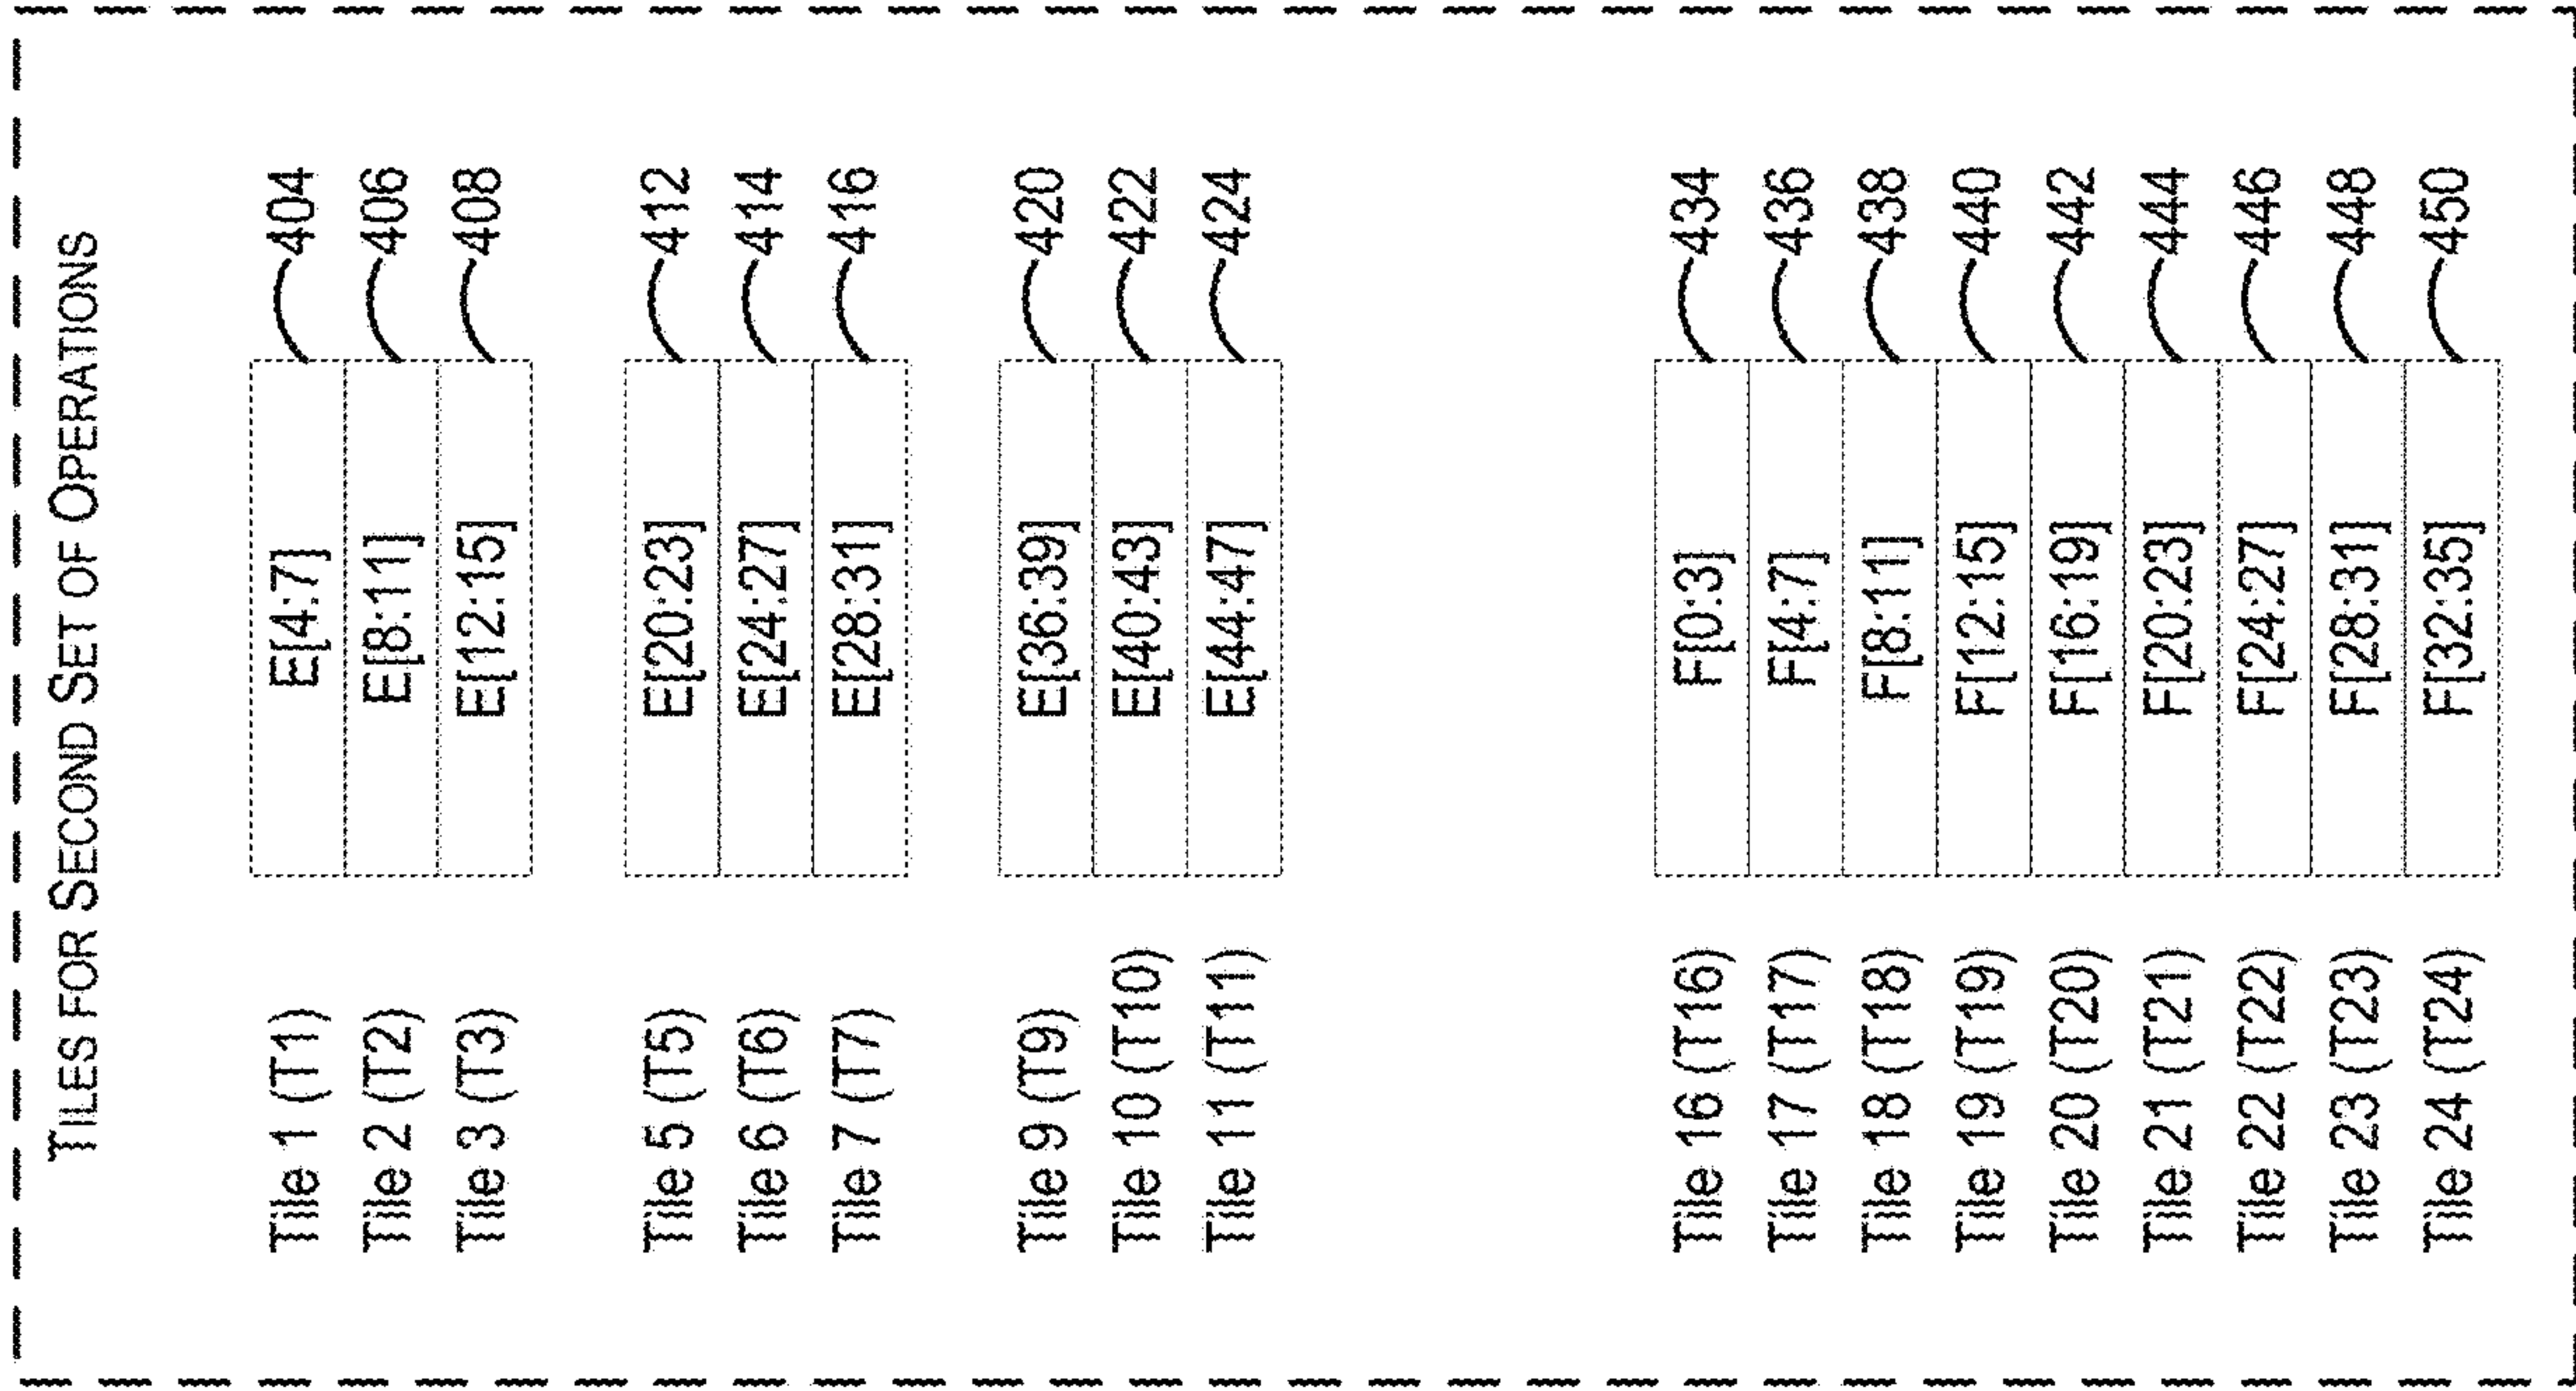 TILES FOR SECOND SET OF OPERATIONS
Tile 1 (T1) E[4:7] 404
Tile 2 (T2) E[8:11] 406
Tile 3 (T3) E[12:15] 408
Tile 5 (T5) E[20:23] 412
Tile 6 (T6) E[24:27] 414
Tile 7 (T7) E[28:31] 416
Tile 9 (T9) E[36:39] 420
Tile 10 (T10) E[40:43] 422
Tile 11 (T11) E[44:47] 424
Tile 16 (T16) F[0:3] 434
Tile 17 (T17) F[4:7] 436
Tile 18 (T18) F[8:11] 438
Tile 19 (T19) F[12:15] 440
Tile 20 (T20) F[16:19] 442
Tile 21 (T21) F[20:23] 444
Tile 22 (T22) F[24:27] 446
Tile 23 (T23) F[28:31] 448
Tile 24 (T24) F[32:35] 450